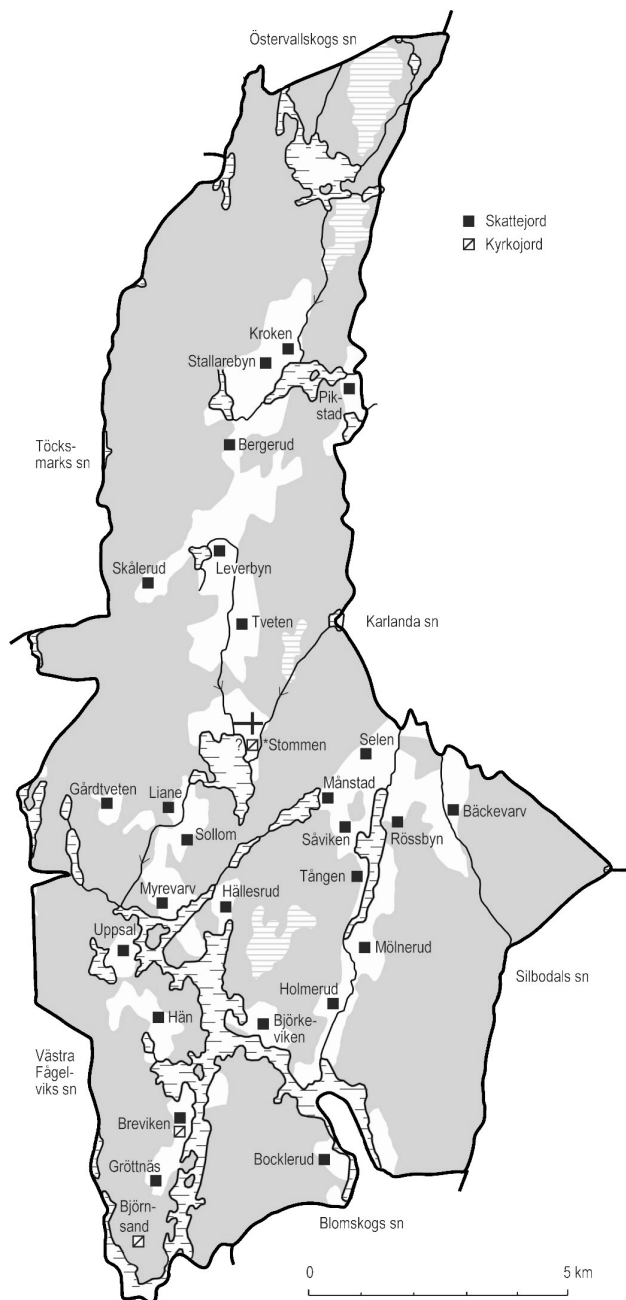 Östervallskogs sn
Skattejord
Kyrkojord
Kroken
Stallarebyn
Pik-
stad
Töcks-
marks sn
Bergerud
Skålerud
Leverbyn
Tveten
Karlanda sn
? *Stommen
Selen
Gårdtveten
Liane
Månstad
Bäckevarv
Sollom
Såviken
Rössbyn
Tången
Myrevarv
Hällesrud
Uppsal
Mölnerud
Silbodals sn
Holmerud
Hän
Björke-
viken
Västra
Fågel-
viks sn
Breviken
Bocklerud
Gröttnäs
Björn-
sand
Blomskogs sn
0 5 km